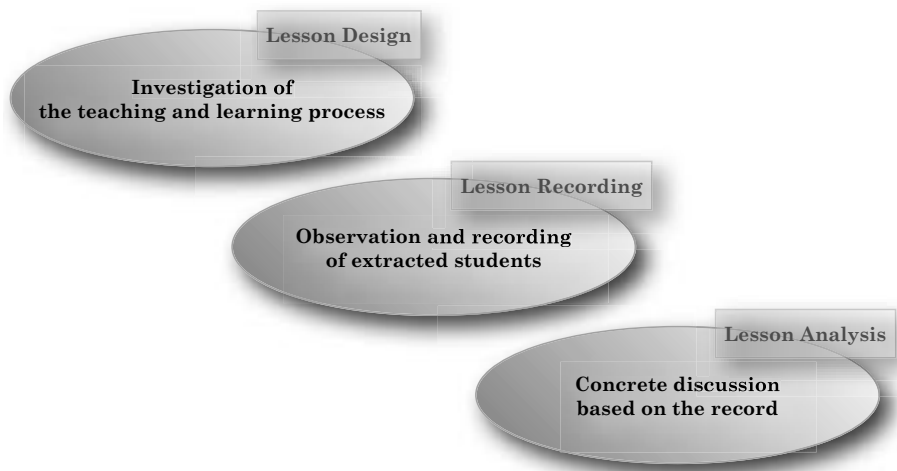 Lesson Design
Investigation of
the teaching and learning process
Lesson Recording
Observation and recording
of extracted students
Lesson Analysis
Concrete discussion
based on the record